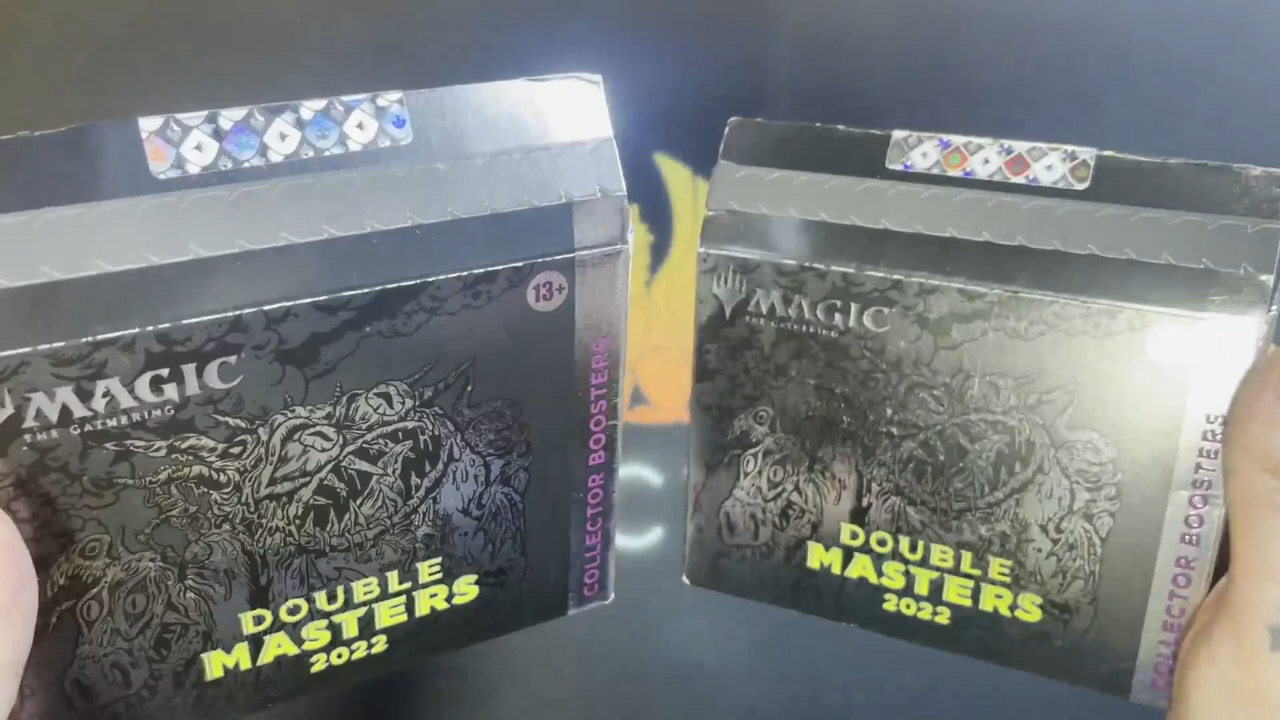 13+
MAGIC
THE GATHERING
COLLECTOR BOOSTERS
DOUBLE
MASTERS
2022
MAGIC
THE GATHERING
COLLECTOR BOOSTERS
DOUBLE
MASTERS
2022